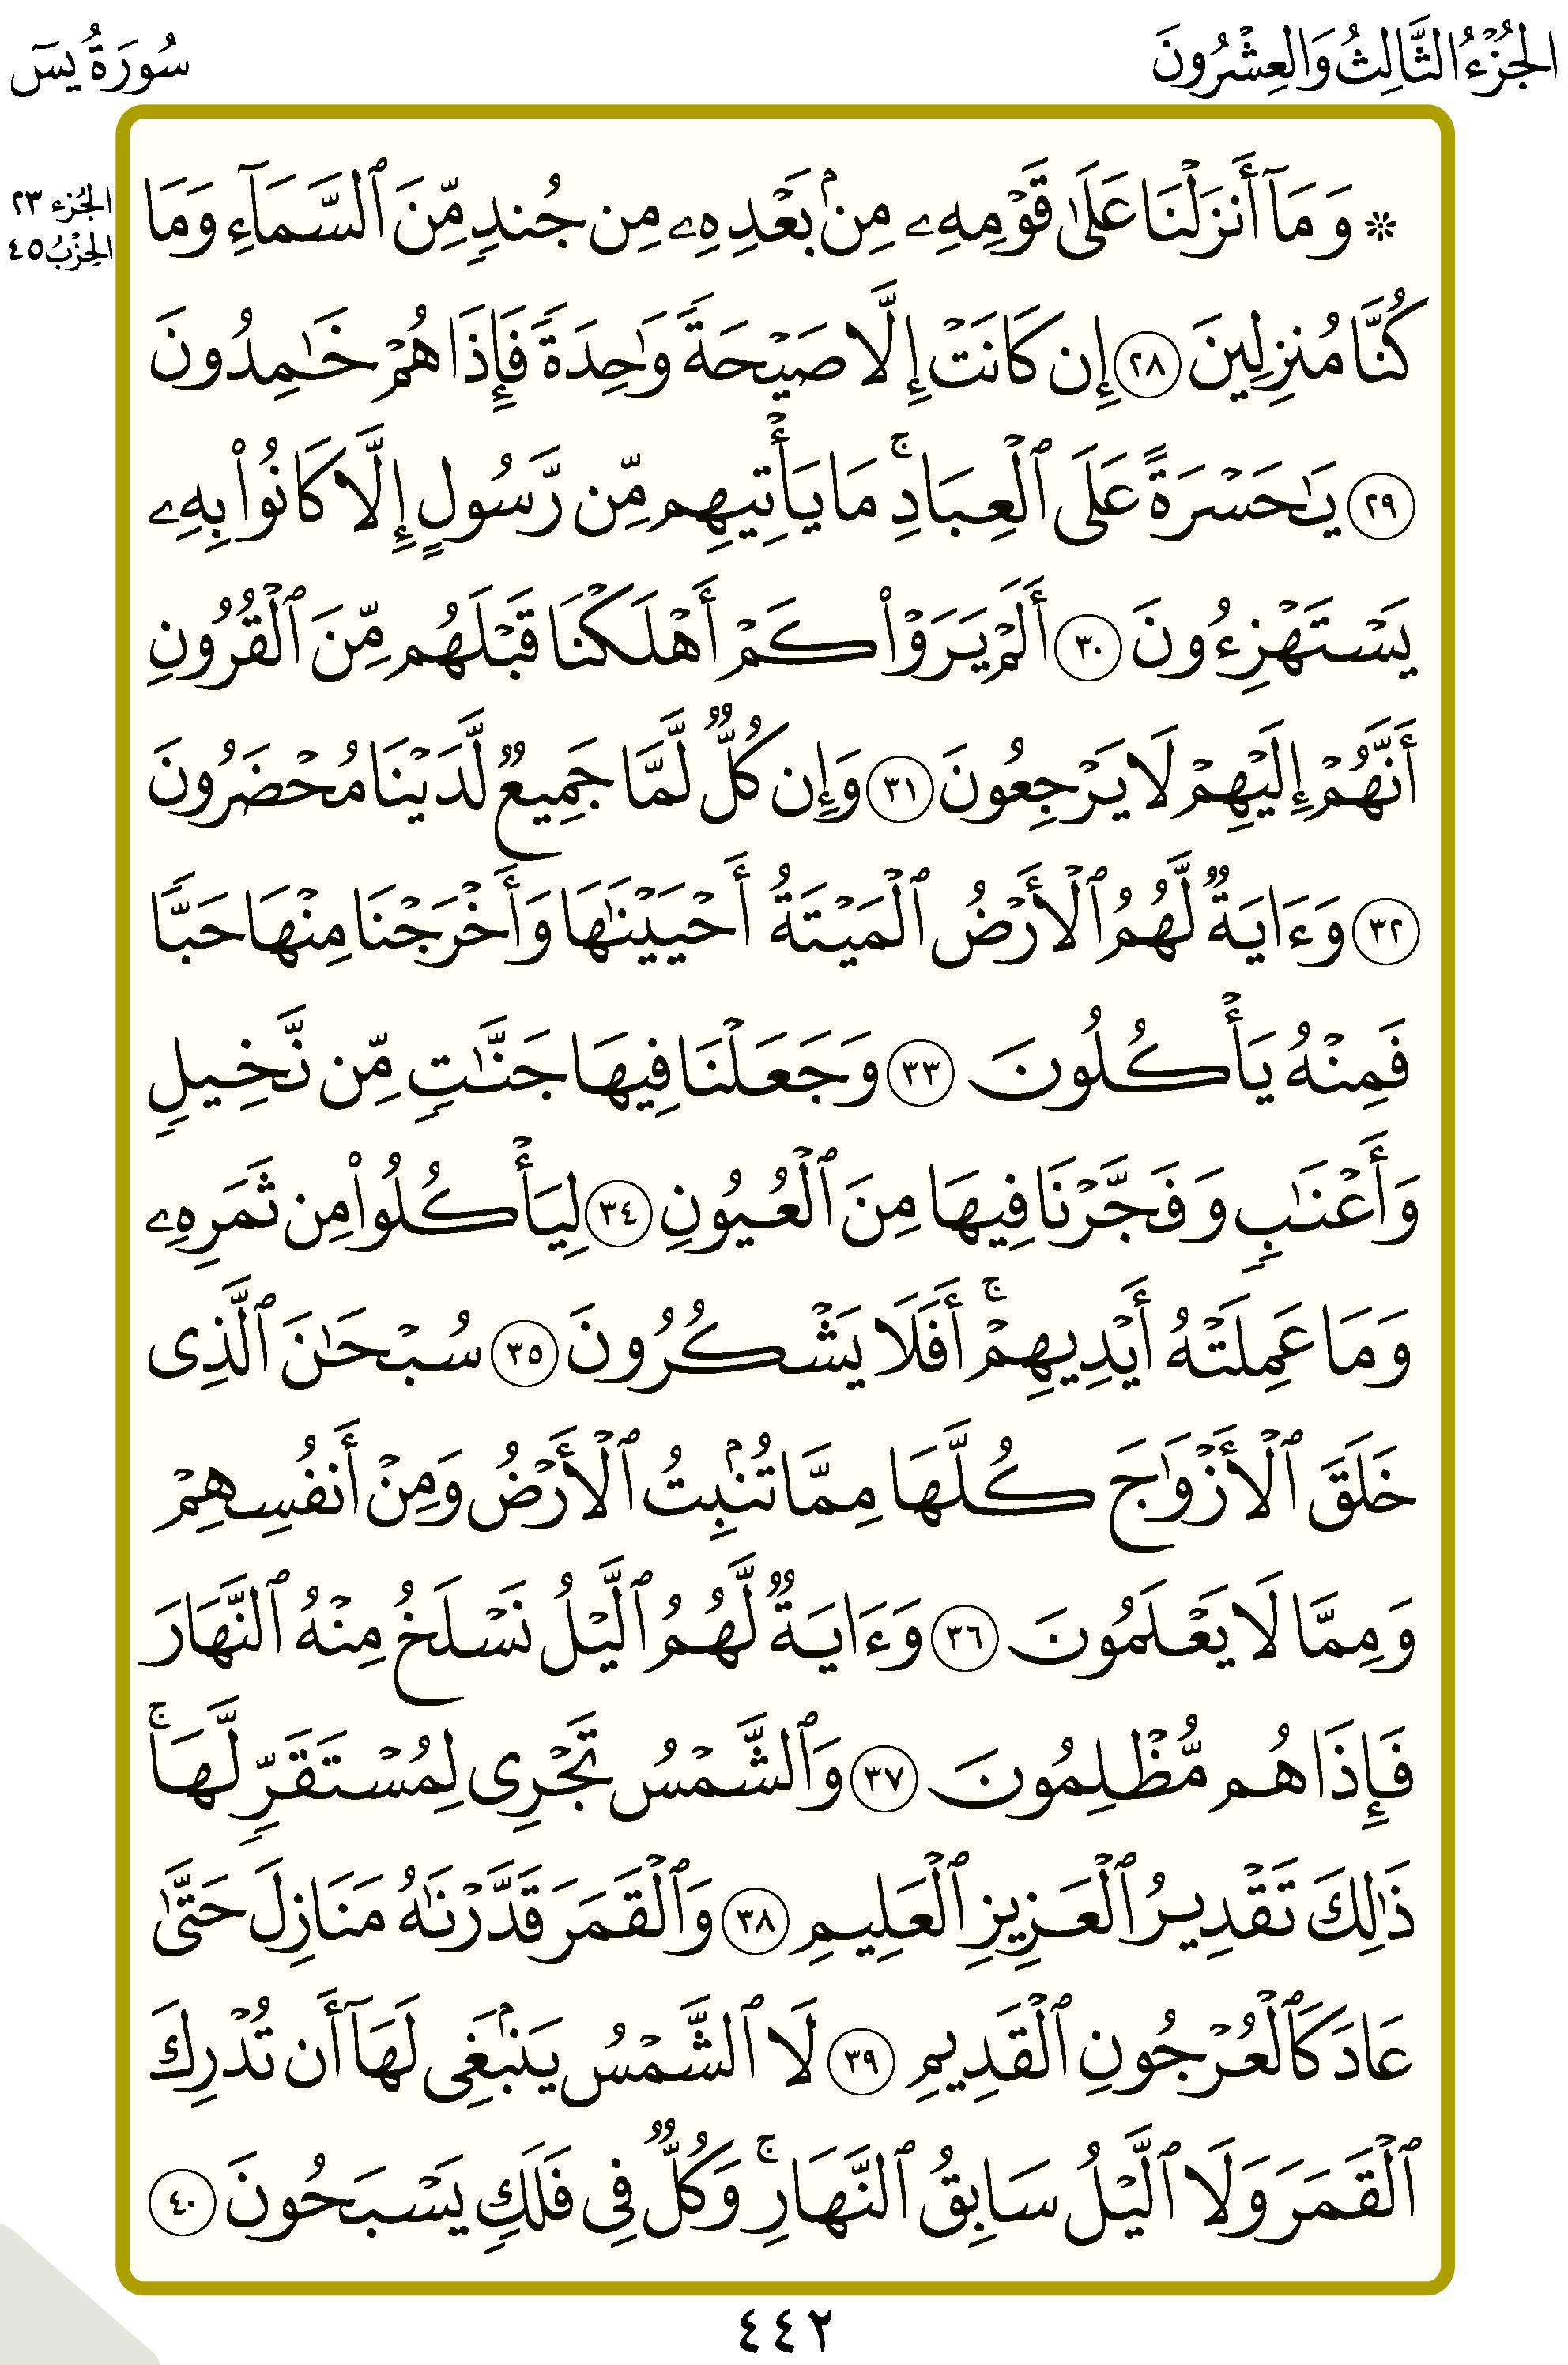 الجُزْءُ الثَّالِثُ وَالعِشْرُونَ
سُورَةُ يسٓ
الجُزء ٢٣
الحِزْبُ ٤٥
۞ وَمَآ أَنزَلْنَا عَلَىٰ قَوْمِهِۦ مِنۢ بَعْدِهِۦ مِن جُندٍ مِّنَ ٱلسَّمَآءِ وَمَا
كُنَّا مُنزِلِينَ ٢٨ إِن كَانَتْ إِلَّا صَيْحَةً وَٰحِدَةً فَإِذَا هُمْ خَٰمِدُونَ
٢٩ يَٰحَسْرَةً عَلَى ٱلْعِبَادِۚ مَا يَأْتِيهِم مِّن رَّسُولٍ إِلَّا كَانُوا۟ بِهِۦ
يَسْتَهْزِءُونَ ٣٠ أَلَمْ يَرَوْا۟ كَمْ أَهْلَكْنَا قَبْلَهُم مِّنَ ٱلْقُرُونِ
أَنَّهُمْ إِلَيْهِمْ لَا يَرْجِعُونَ ٣١ وَإِن كُلٌّ لَّمَّا جَمِيعٌ لَّدَيْنَا مُحْضَرُونَ
٣٢ وَءَايَةٌ لَّهُمُ ٱلْأَرْضُ ٱلْمَيْتَةُ أَحْيَيْنَٰهَا وَأَخْرَجْنَا مِنْهَا حَبًّا
فَمِنْهُ يَأْكُلُونَ ٣٣ وَجَعَلْنَا فِيهَا جَنَّٰتٍ مِّن نَّخِيلٍ
وَأَعْنَٰبٍ وَفَجَّرْنَا فِيهَا مِنَ ٱلْعُيُونِ ٣٤ لِيَأْكُلُوا۟ مِن ثَمَرِهِۦ
وَمَا عَمِلَتْهُ أَيْدِيهِمْۚ أَفَلَا يَشْكُرُونَ ٣٥ سُبْحَٰنَ ٱلَّذِى
خَلَقَ ٱلْأَزْوَٰجَ كُلَّهَا مِمَّا تُنۢبِتُ ٱلْأَرْضُ وَمِنْ أَنفُسِهِمْ
وَمِمَّا لَا يَعْلَمُونَ ٣٦ وَءَايَةٌ لَّهُمُ ٱلَّيْلُ نَسْلَخُ مِنْهُ ٱلنَّهَارَ
فَإِذَا هُم مُّظْلِمُونَ ٣٧ وَٱلشَّمْسُ تَجْرِى لِمُسْتَقَرٍّ لَّهَاۚ
ذَٰلِكَ تَقْدِيرُ ٱلْعَزِيزِ ٱلْعَلِيمِ ٣٨ وَٱلْقَمَرَ قَدَّرْنَٰهُ مَنَازِلَ حَتَّىٰ
عَادَ كَٱلْعُرْجُونِ ٱلْقَدِيمِ ٣٩ لَا ٱلشَّمْسُ يَنۢبَغِى لَهَآ أَن تُدْرِكَ
ٱلْقَمَرَ وَلَا ٱلَّيْلُ سَابِقُ ٱلنَّهَارِۚ وَكُلٌّ فِى فَلَكٍ يَسْبَحُونَ ٤٠
٤٤٢